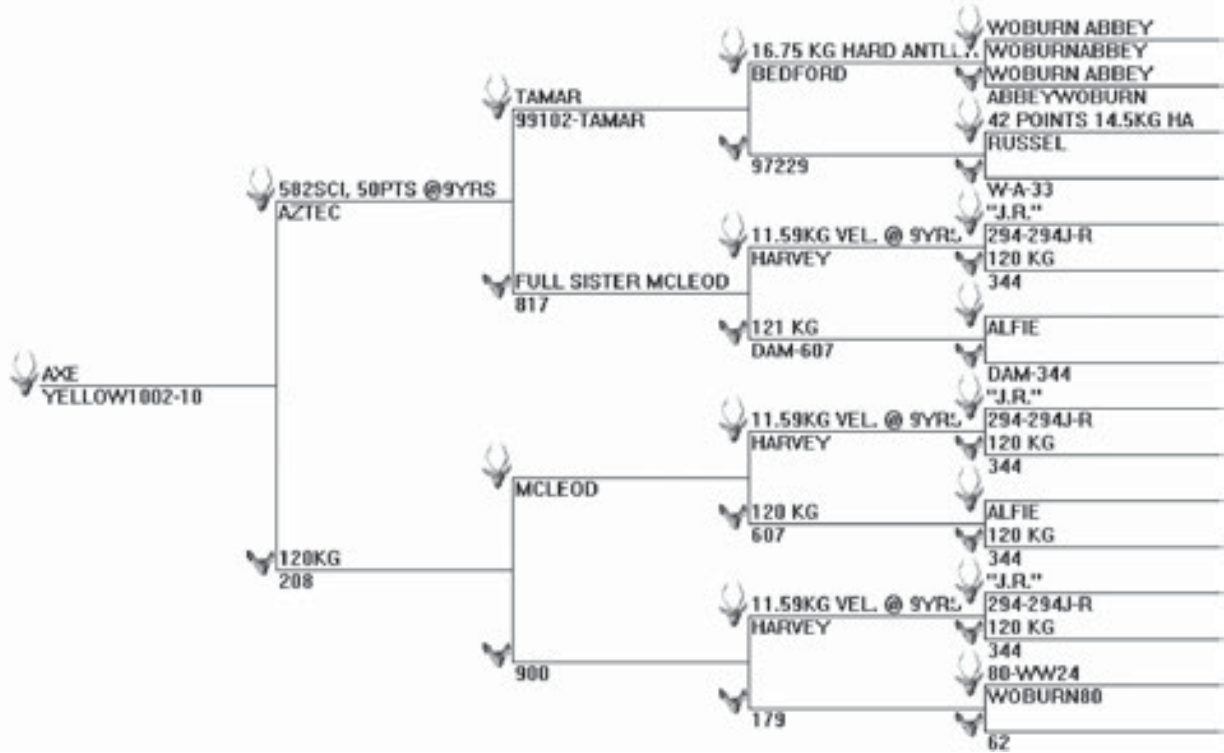 AXE
YELLOW1002-10
582SCI, 50PTS @9YRS
AZTEC
120KG
208
TAMAR
99102-TAMAR
FULL SISTER MCLEOD
817
MCLEOD
900
16.75 KG HARD ANTLL
BEDFORD
97229
11.59KG VEL. @ 9YRS
HARVEY
121 KG
DAM-607
11.59KG VEL. @ 9YRS
HARVEY
120 KG
607
11.59KG VEL. @ 9YRS
HARVEY
179
WOBURN ABBEY
WOBURNABBEY
WOBURN ABBEY
ABBEYWOBURN
42 POINTS 14.5KG HA
RUSSEL
W-A-33
"J.R."
294-294J-R
120 KG
344
ALFIE
DAM-344
"J.R."
294-294J-R
120 KG
344
ALFIE
120 KG
344
"J.R."
294-294J-R
120 KG
344
80-WW24
WOBURN80
62